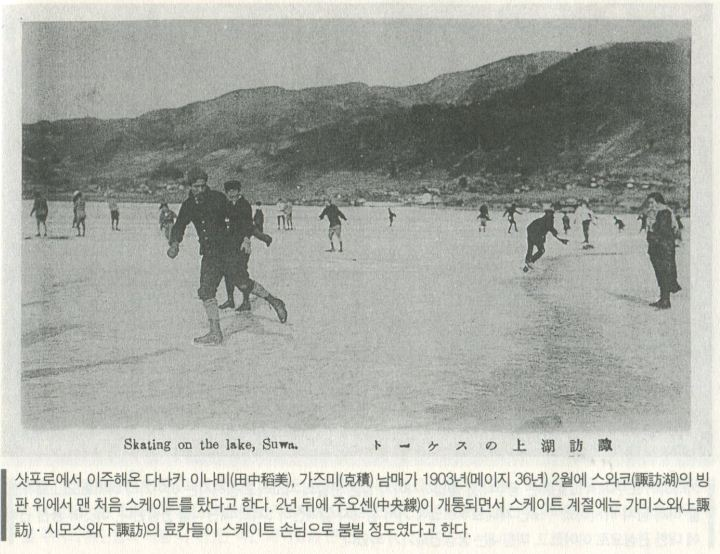 Skating on the lake, Suwa.
諏訪湖上のスケート
삿포로에서 이주해온 다나카 이나미(田中稻美), 가즈미(克積) 남매가 1903년(메이지 36년) 2월에 스와코(諏訪湖)의 빙
판 위에서 맨 처음 스케이트를 탔다고 한다. 2년 뒤에 주오센(中央線)이 개통되면서 스케이트 계절에는 가미스와(上諏
訪)·시모스와(下諏訪)의 료칸들이 스케이트 손님으로 붐빌 정도였다고 한다.